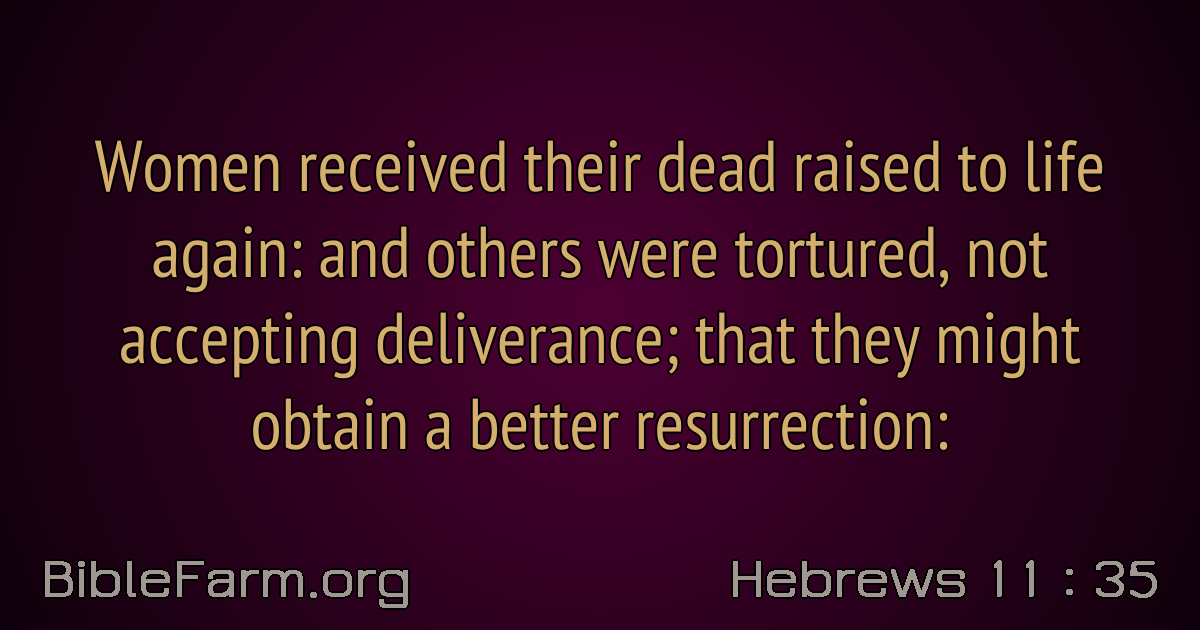 Women received their dead raised to life
again: and others were tortured, not
accepting deliverance; that they might
obtain a better resurrection:
BibleFarm.org
Hebrews 11 : 35